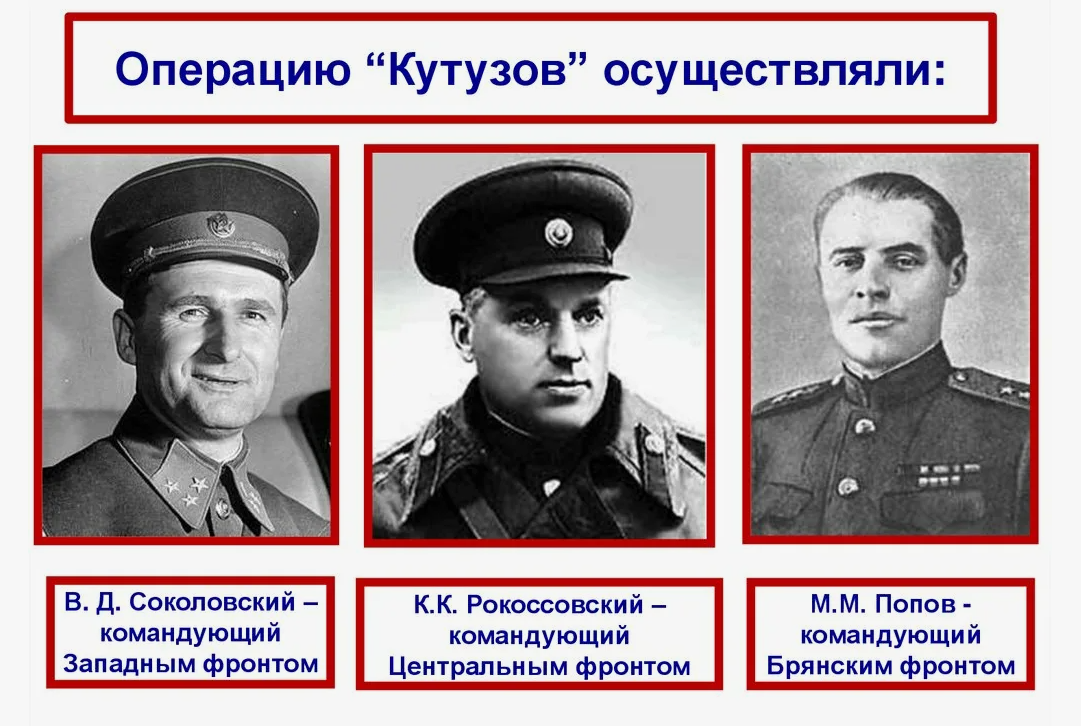 Операцию “Кутузов” осуществляли:
В. Д. Соколовский –
командующий
Западным фронтом
К.К. Рокоссовский –
командующий
Центральным фронтом
М.М. Попов -
командующий
Брянским фронтом